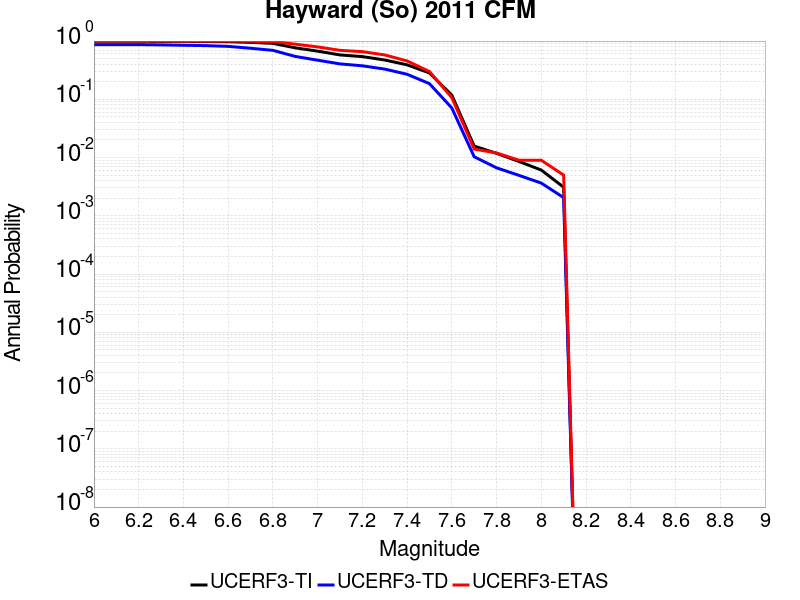 Hayward (So) 2011 CFM
Annual Probability
10^0
10^-1
10^-2
10^-3
10^-4
10^-5
10^-6
10^-7
10^-8
6 6.2 6.4 6.6 6.8 7 7.2 7.4 7.6 7.8 8 8.2 8.4 8.6 8.8 9
Magnitude
UCERF3-TI UCERF3-TD UCERF3-ETAS